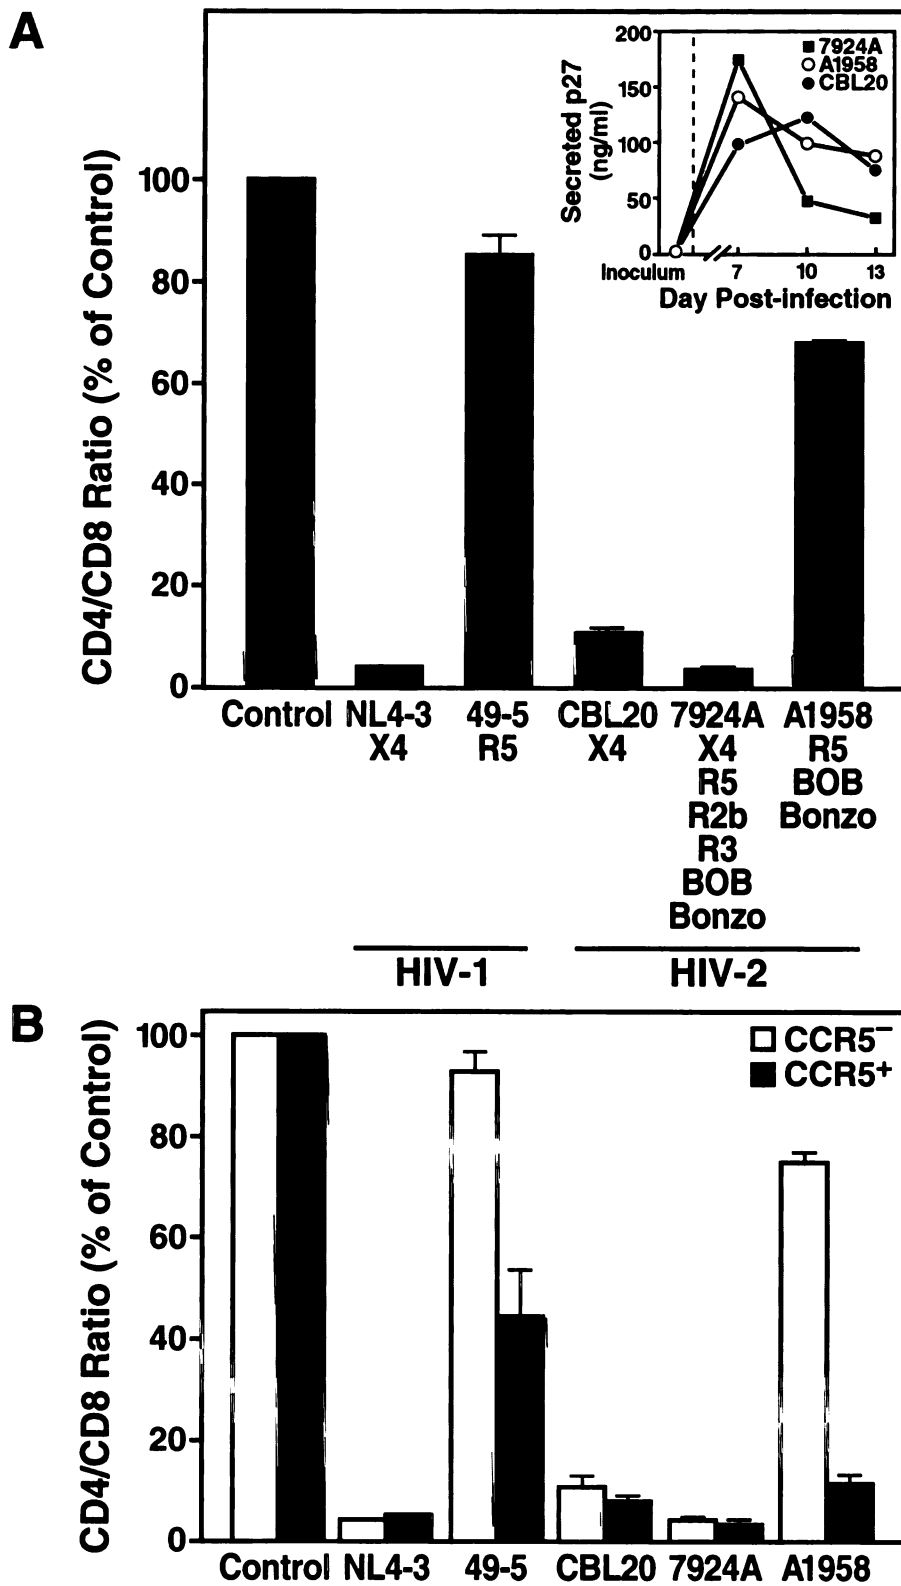 A
CD4/CD8 Ratio (% of Control)
100
80
60
40
20
0
Secreted p27
(ng/ml)
200
150
100
50
0
7924A
A1958
CBL20
Inoculum 7 10 13
Day Post-infection
Control NL4-3 49-5 CBL20 7924A A1958
X4 R5 X4 X4 R5
R5 BOB
R2b Bonzo
R3
BOB
Bonzo
HIV-1 HIV-2
B
CD4/CD8 Ratio (% of Control)
100
80
60
40
20
0
CCR5⁻
CCR5⁺
Control NL4-3 49-5 CBL20 7924A A1958